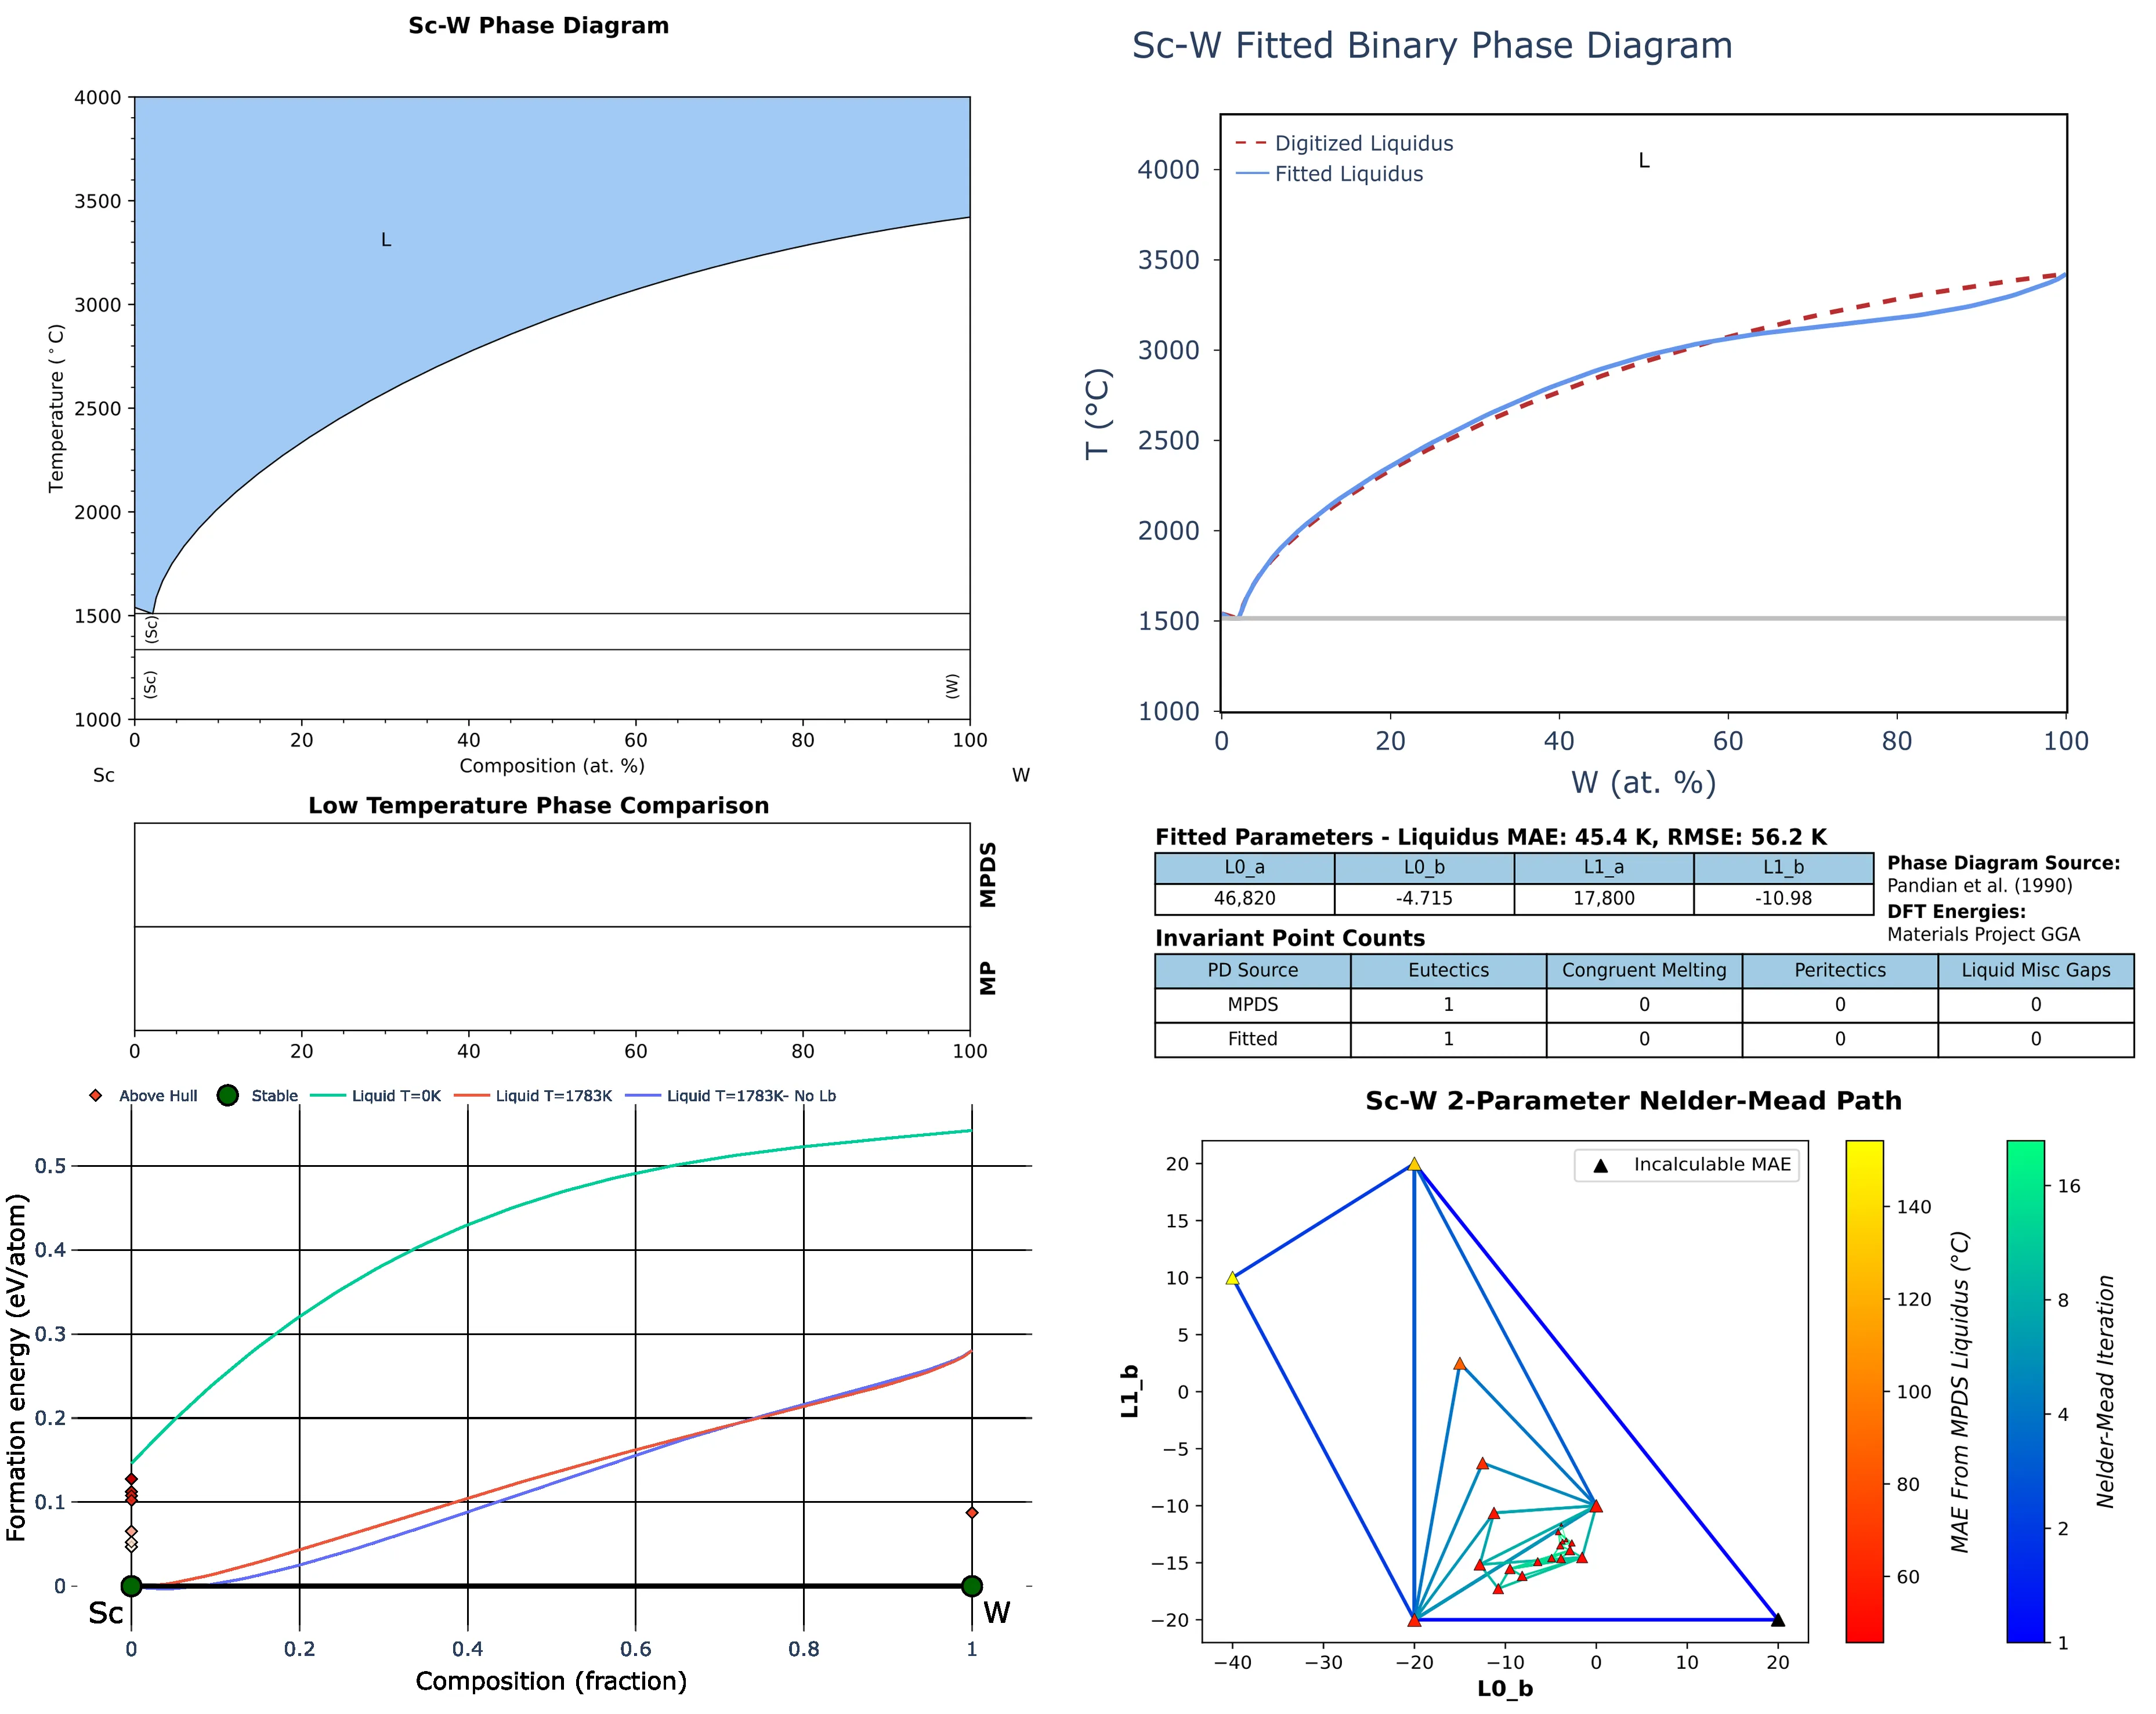 Sc-W Phase Diagram
4000
3500
3000
2500
2000
1500
1000
Temperature (°C)
L
(Sc)
(Sc)
(W)
0 20 40 60 80 100
Composition (at. %)
Sc W
Sc-W Fitted Binary Phase Diagram
Digitized Liquidus
Fitted Liquidus
L
4000
3500
3000
2500
2000
1500
1000
T (°C)
0 20 40 60 80 100
W (at. %)
Low Temperature Phase Comparison
MPDS
MP
0 20 40 60 80 100
Fitted Parameters - Liquidus MAE: 45.4 K, RMSE: 56.2 K
L0_a L0_b L1_a L1_b
46,820 -4.715 17,800 -10.98
Phase Diagram Source:
Pandian et al. (1990)
DFT Energies:
Materials Project GGA
Invariant Point Counts
PD Source Eutectics Congruent Melting Peritectics Liquid Misc Gaps
MPDS 1 0 0 0
Fitted 1 0 0 0
Above Hull Stable Liquid T=0K Liquid T=1783K Liquid T=1783K- No Lb
0.5
0.4
0.3
0.2
0.1
0
Formation energy (eV/atom)
Sc W
0 0.2 0.4 0.6 0.8 1
Composition (fraction)
Sc-W 2-Parameter Nelder-Mead Path
Incalculable MAE
20
15
10
5
0
−5
−10
−15
−20
L1_b
−40 −30 −20 −10 0 10 20
L0_b
140
120
100
80
60
MAE From MPDS Liquidus (°C)
16
8
4
2
1
Nelder-Mead Iteration